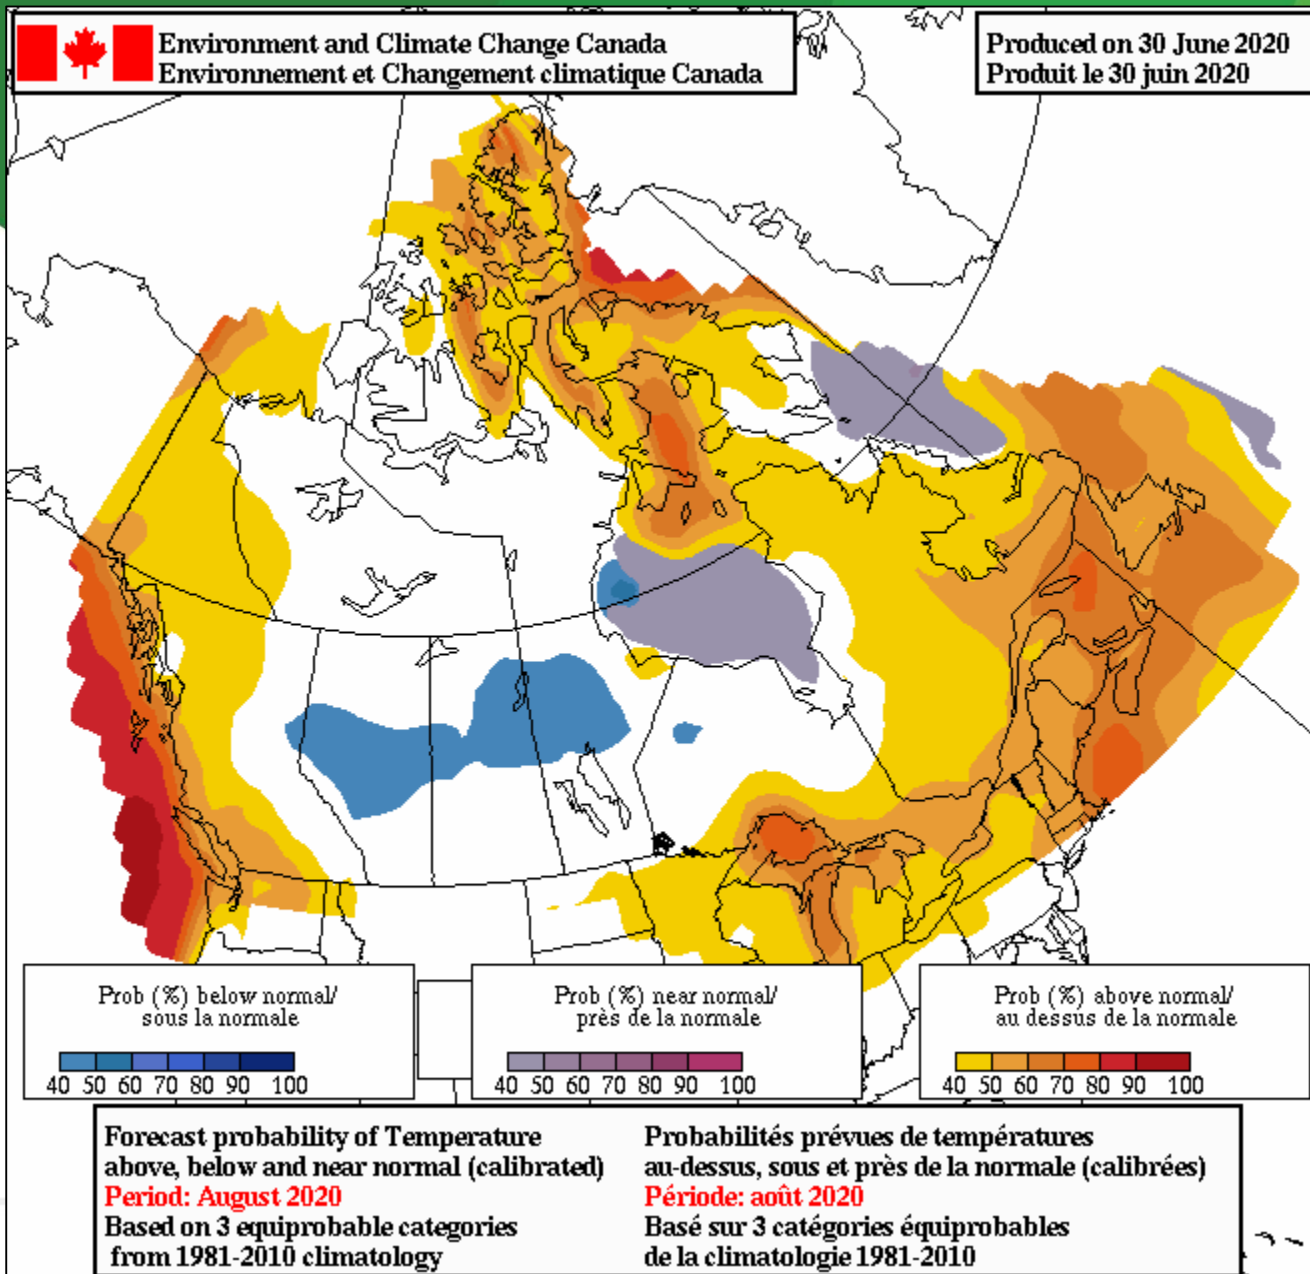 Environment and Climate Change Canada
Environnement et Changement climatique Canada
Produced on 30 June 2020
Produit le 30 juin 2020
Prob (%) below normal/
sous la normale
40 50 60 70 80 90 100
Prob (%) near normal/
près de la normale
40 50 60 70 80 90 100
Prob (%) above normal/
au dessus de la normale
40 50 60 70 80 90 100
Forecast probability of Temperature
above, below and near normal (calibrated)
Period: August 2020
Based on 3 equiprobable categories
from 1981-2010 climatology
Probabilités prévues de températures
au-dessus, sous et près de la normale (calibrées)
Période: août 2020
Basé sur 3 catégories équiprobables
de la climatologie 1981-2010